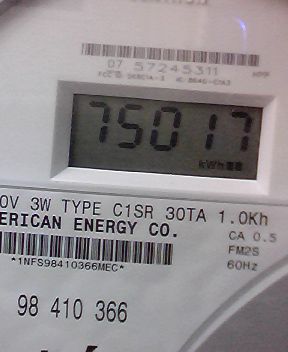 07 57245311
75017
kWh
0V 3W TYPE C1SR 30TA 1.0Kh
ERICAN ENERGY CO.
CA 0.5
FM2S
60Hz
*1NFS98410366MEC*
98 410 366